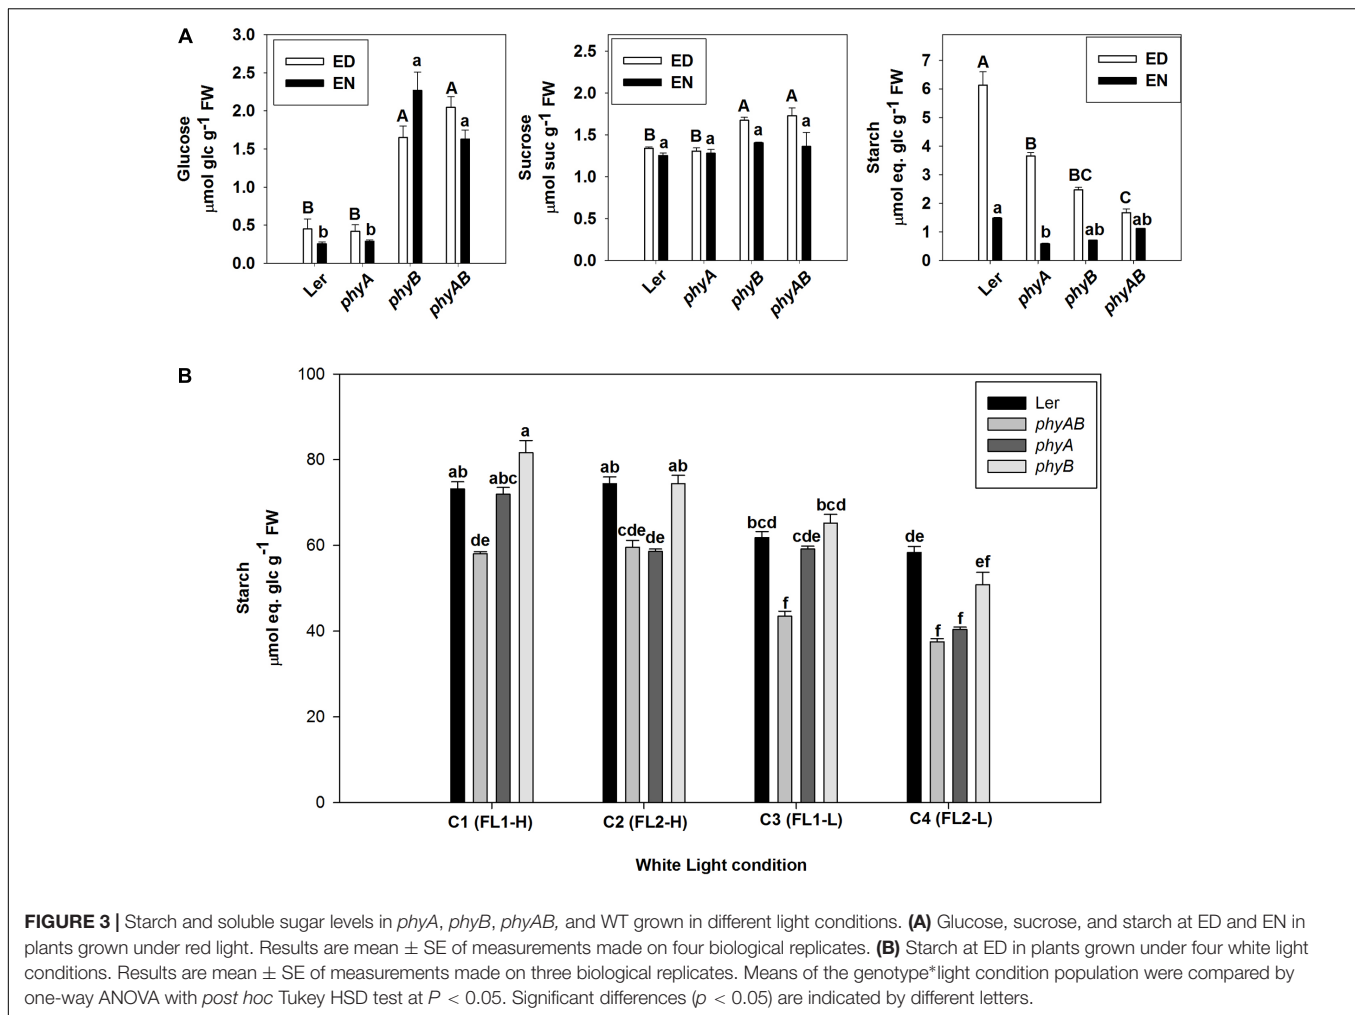 A
Glucose
μmol glc g-1 FW
3.0
2.5
2.0
1.5
1.0
0.5
0.0
ED
EN
B
b
B
b
A
a
A
a
Ler
phyA
phyB
phyAB
Sucrose
μmol suc g-1 FW
2.5
2.0
1.5
1.0
0.5
0.0
ED
EN
B
a
B
a
A
a
A
a
Ler
phyA
phyB
phyAB
Starch
μmol eq. glc g-1 FW
7
6
5
4
3
2
1
0
ED
EN
A
a
B
b
BC
ab
C
ab
Ler
phyA
phyB
phyAB
B
Starch
μmol eq. glc g-1 FW
100
80
60
40
20
0
Ler
phyAB
phyA
phyB
ab
de
abc
a
ab
cde
de
ab
bcd
f
cde
bcd
de
f
f
ef
C1 (FL1-H)
C2 (FL2-H)
C3 (FL1-L)
C4 (FL2-L)
White Light condition
FIGURE 3 | Starch and soluble sugar levels in phyA, phyB, phyAB, and WT grown in different light conditions. (A) Glucose, sucrose, and starch at ED and EN in
plants grown under red light. Results are mean ± SE of measurements made on four biological replicates. (B) Starch at ED in plants grown under four white light
conditions. Results are mean ± SE of measurements made on three biological replicates. Means of the genotype*light condition population were compared by
one-way ANOVA with post hoc Tukey HSD test at P < 0.05. Significant differences (p < 0.05) are indicated by different letters.